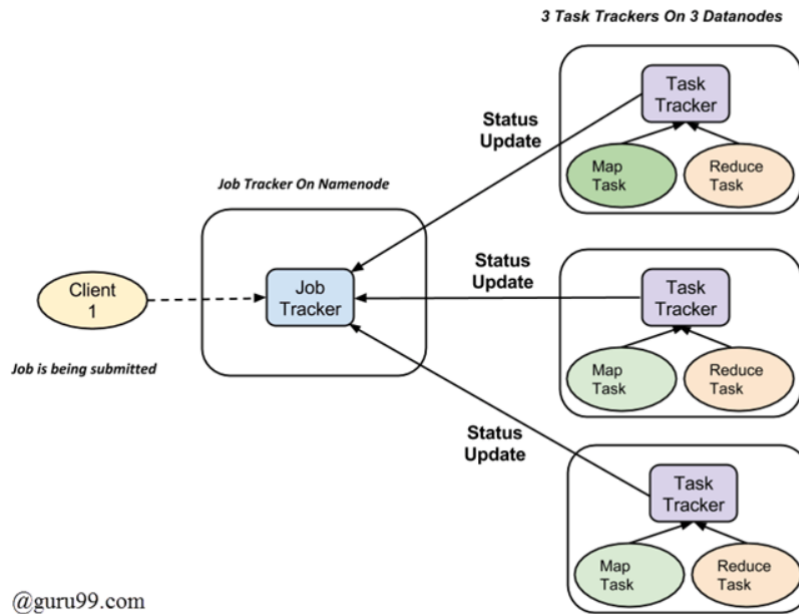 3 Task Trackers On 3 Datanodes
Task
Tracker
Status
Update
Map
Task
Reduce
Task
Job Tracker On Namenode
Client
1
Job
Tracker
Status
Update
Task
Tracker
Map
Task
Reduce
Task
Job is being submitted
Status
Update
Task
Tracker
Map
Task
Reduce
Task
@guru99.com